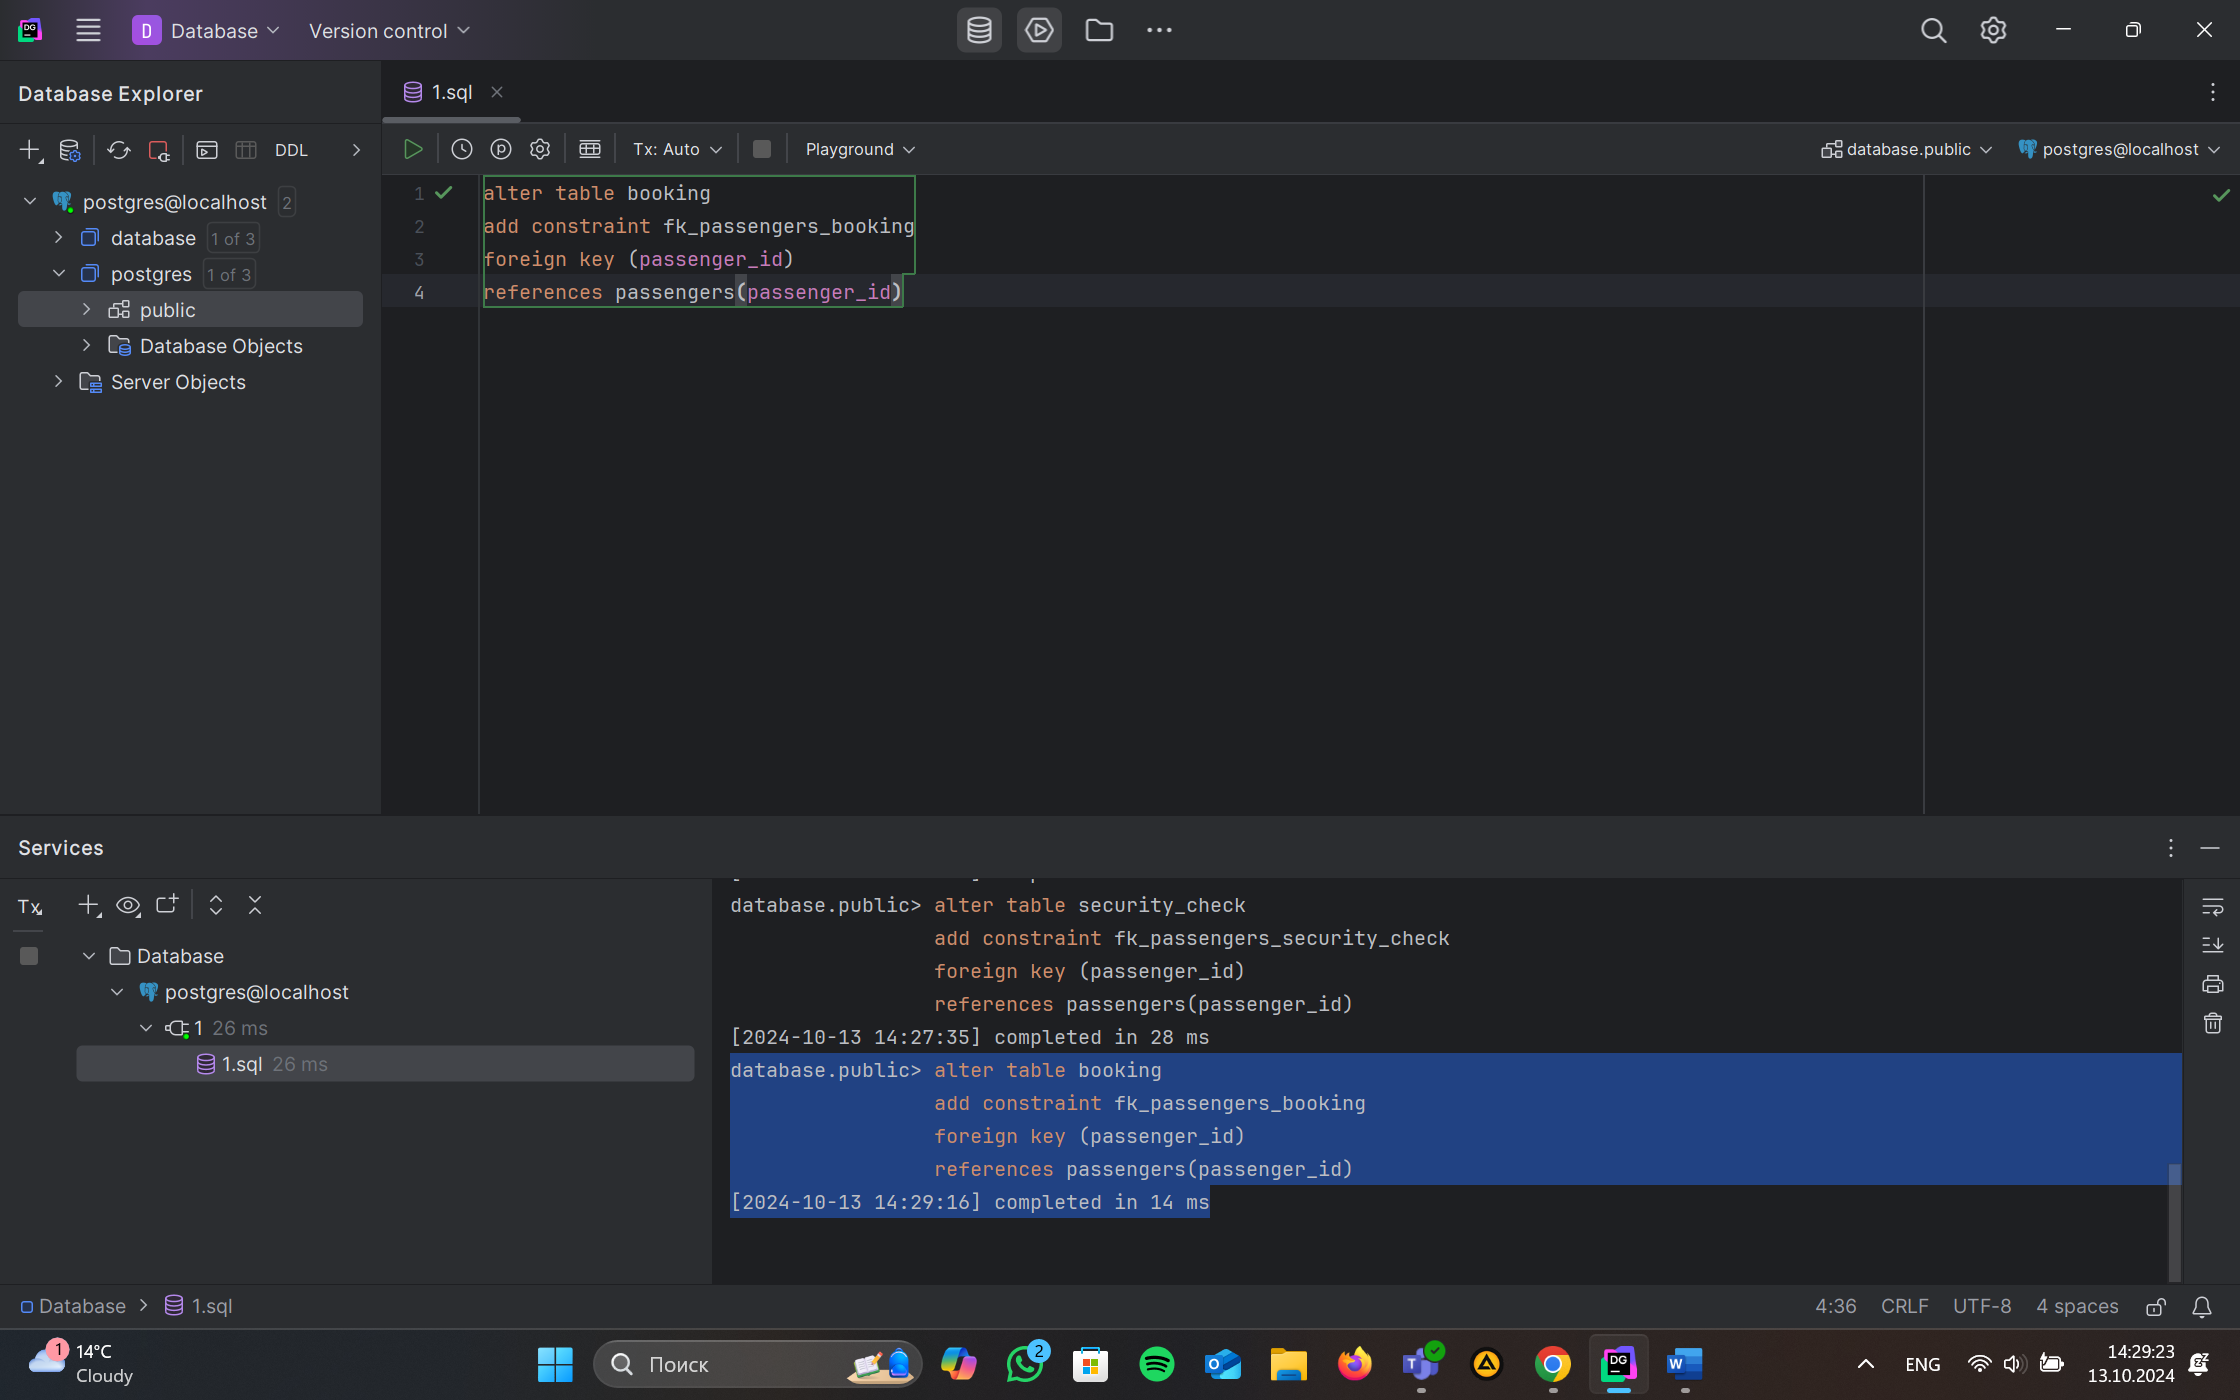 D Database Version control
Database Explorer
1.sql
DDL
Tx: Auto
Playground
database.public
postgres@localhost
postgres@localhost 2
database 1 of 3
postgres 1 of 3
public
Database Objects
Server Objects
1 alter table booking
2 add constraint fk_passengers_booking
3 foreign key (passenger_id)
4 references passengers(passenger_id)
Services
Tx
Database
postgres@localhost
1 26 ms
1.sql 26 ms
database.public> alter table security_check
add constraint fk_passengers_security_check
foreign key (passenger_id)
references passengers(passenger_id)
[2024-10-13 14:27:35] completed in 28 ms
database.public> alter table booking
add constraint fk_passengers_booking
foreign key (passenger_id)
references passengers(passenger_id)
[2024-10-13 14:29:16] completed in 14 ms
Database > 1.sql
4:36 CRLF UTF-8 4 spaces
1 14°C
Cloudy
Поиск
2
DG
ENG
14:29:23
13.10.2024